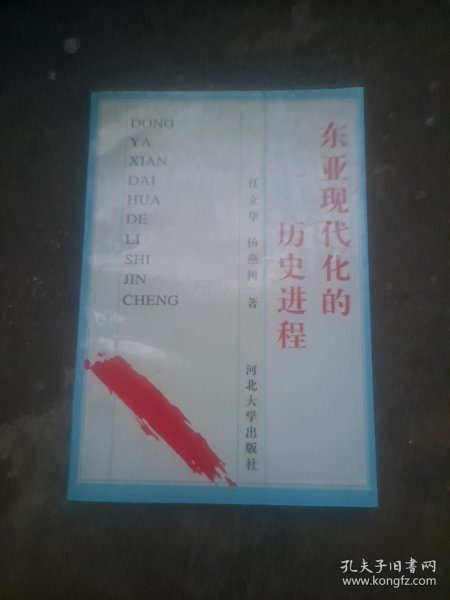 东亚现代化的
历史进程
江立华 杨燕树 著
河北大学出版社
DONG
YA
XIAN
DAI
HUA
DE
LI
SHI
JIN
CHENG
孔夫子旧书网
www.kongfz.com